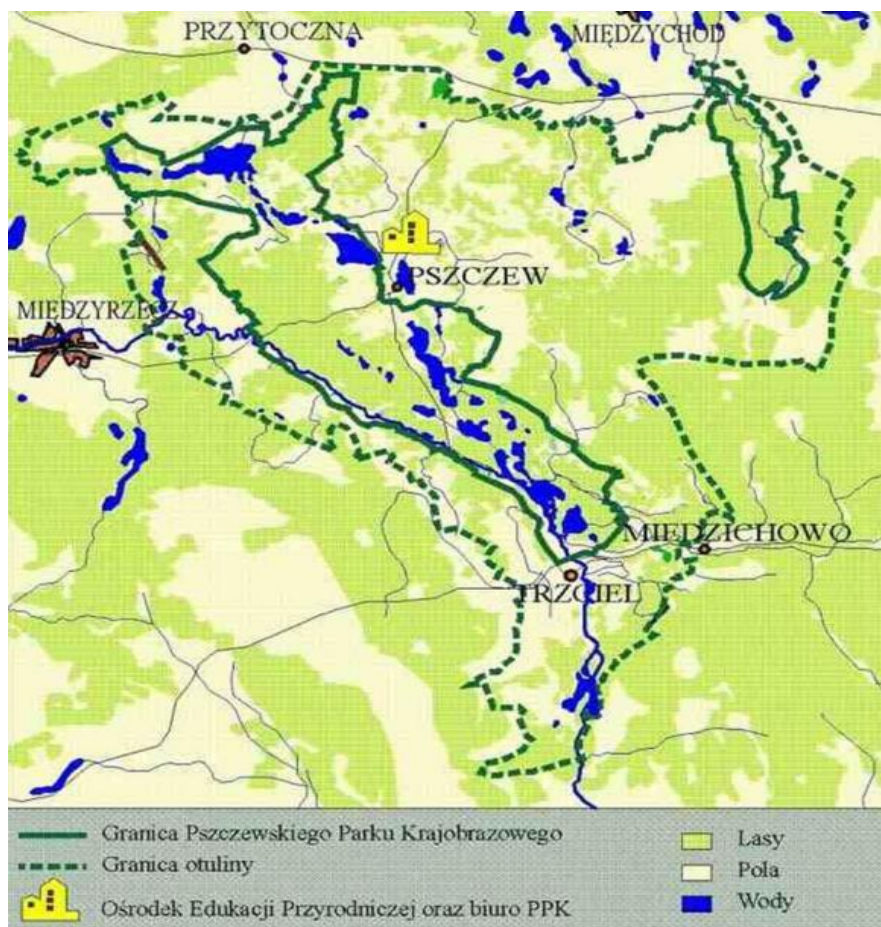 PRZYTOCZNA
MIĘDZYCHÓD
PSZCZEW
MIĘDZYRZECZ
MIEDZICHOWO
TRZCIEL
Granica Pszczewskiego Parku Krajobrazowego
Granica otuliny
Ośrodek Edukacji Przyrodniczej oraz biuro PPK
Lasy
Pola
Wody